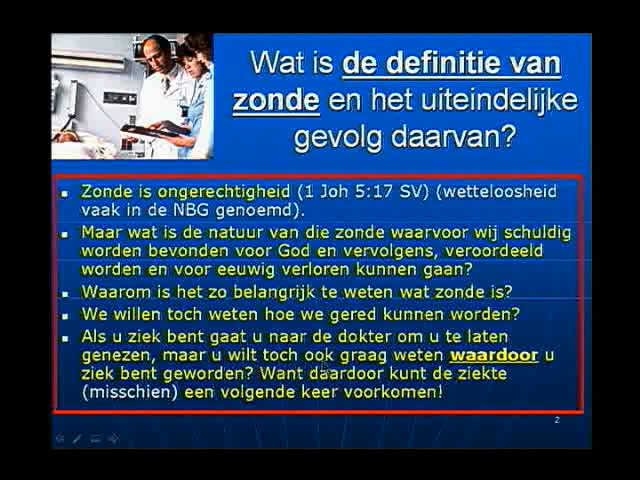 Wat is de definitie van
zonde en het uiteindelijke
gevolg daarvan?
Zonde is ongerechtigheid (1 Joh 5:17 SV) (wetteloosheid
vaak in de NBG genoemd).
Maar wat is de natuur van die zonde waarvoor wij schuldig
worden bevonden voor God en vervolgens, veroordeeld
worden en voor eeuwig verloren kunnen gaan?
Waarom is het zo belangrijk te weten wat zonde is?
We willen toch weten hoe we gered kunnen worden?
Als u ziek bent gaat u naar de dokter om u te laten
genezen, maar u wilt toch ook graag weten waardoor u
ziek bent geworden? Want daardoor kunt de ziekte
(misschien) een volgende keer voorkomen!
2